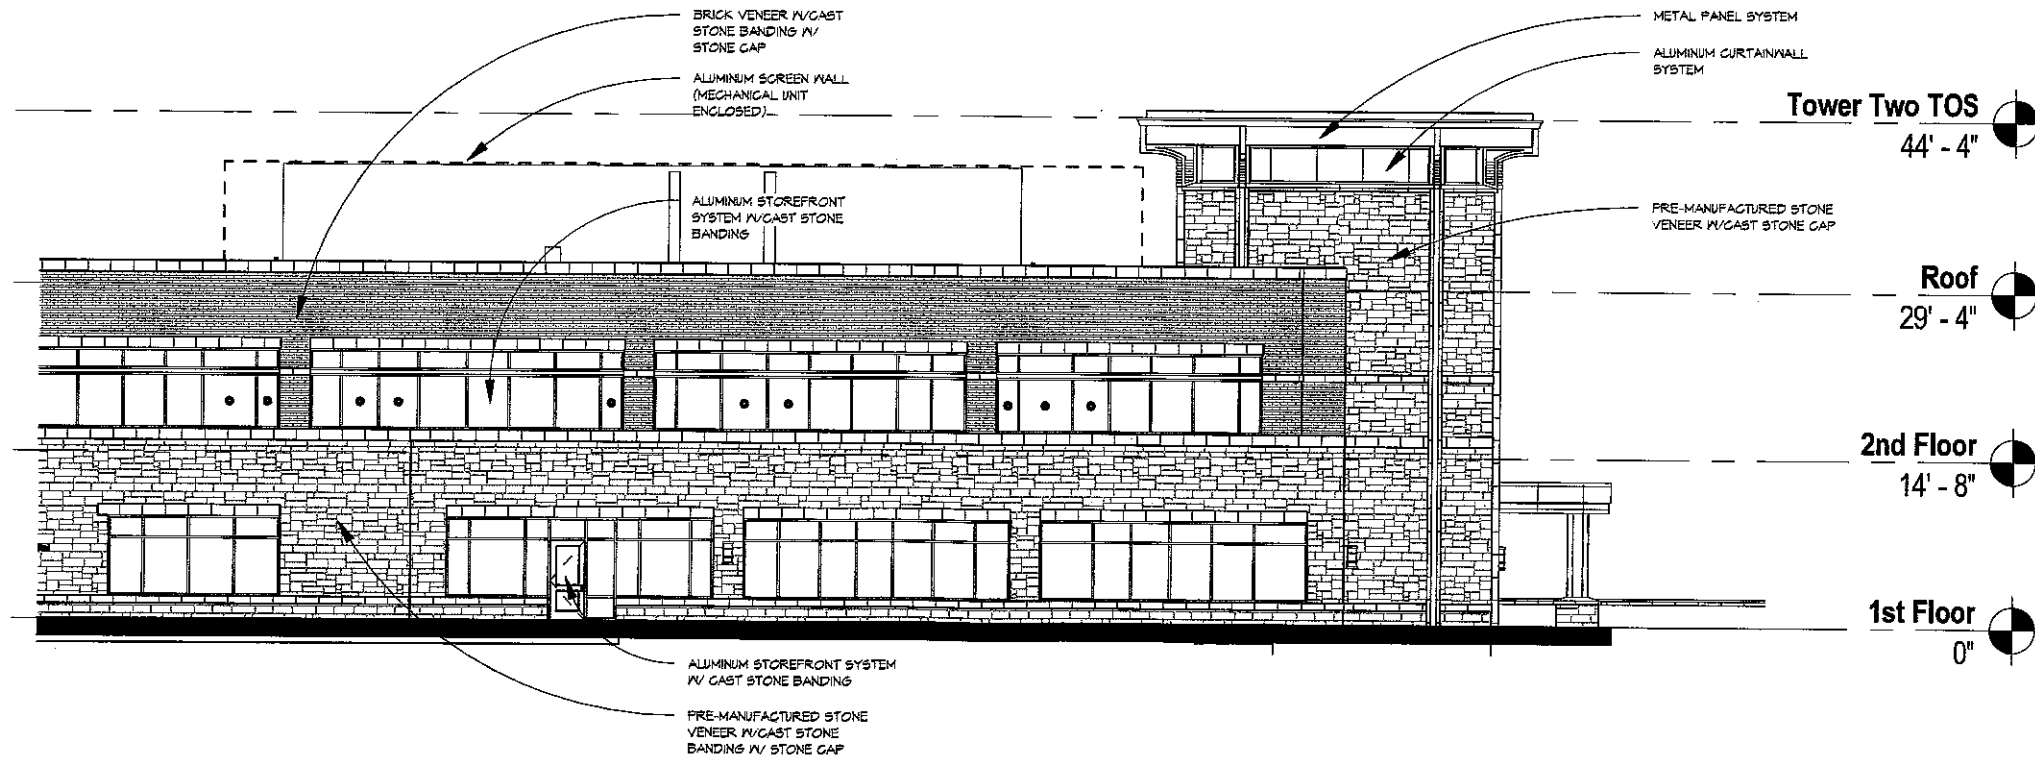 BRICK VENEER W/CAST
STONE BANDING W/
STONE CAP
ALUMINUM SCREEN WALL
(MECHANICAL UNIT
ENCLOSED)
ALUMINUM STOREFRONT
SYSTEM W/CAST STONE
BANDING
METAL PANEL SYSTEM
ALUMINUM CURTAINWALL
SYSTEM
PRE-MANUFACTURED STONE
VENEER W/CAST STONE CAP
Tower Two TOS
44' - 4"
Roof
29' - 4"
2nd Floor
14' - 8"
1st Floor
0"
ALUMINUM STOREFRONT SYSTEM
W/ CAST STONE BANDING
PRE-MANUFACTURED STONE
VENEER W/CAST STONE
BANDING W/ STONE CAP